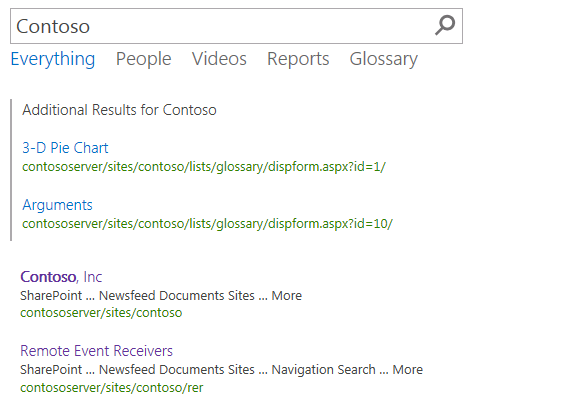 Contoso
Everything People Videos Reports Glossary
Additional Results for Contoso
3-D Pie Chart
contososerver/sites/contoso/lists/glossary/dispform.aspx?id=1/
Arguments
contososerver/sites/contoso/lists/glossary/dispform.aspx?id=10/
Contoso, Inc
SharePoint ... Newsfeed Documents Sites ... More
contososerver/sites/contoso
Remote Event Receivers
SharePoint ... Newsfeed Documents Sites ... Navigation Search ... More
contososerver/sites/contoso/rer